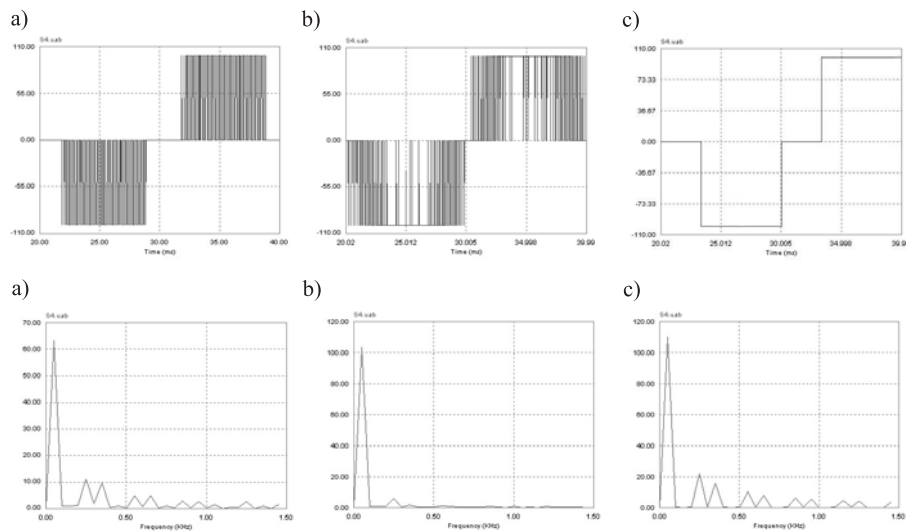 a)
b)
c)
S4.uab
110.00
55.00
0.00
-55.00
-110.00
20.00 25.00 30.00 35.00 40.00
Time (ms)
S4.uab
110.00
55.00
0.00
-55.00
-110.00
20.02 25.012 30.005 34.998 39.99
Time (ms)
S4.uab
110.00
73.33
36.67
0.00
-36.67
-73.33
-110.00
20.02 25.012 30.005 34.998 39.99
Time (ms)
a)
b)
c)
S4.uab
70.00
60.00
50.00
40.00
30.00
20.00
10.00
0.00
0.00 0.50 1.00 1.50
Frequency (KHz)
S4.uab
120.00
100.00
80.00
60.00
40.00
20.00
0.00
0.00 0.50 1.00 1.50
Frequency (KHz)
S4.uab
120.00
100.00
80.00
60.00
40.00
20.00
0.00
0.00 0.50 1.00 1.50
Frequency (KHz)